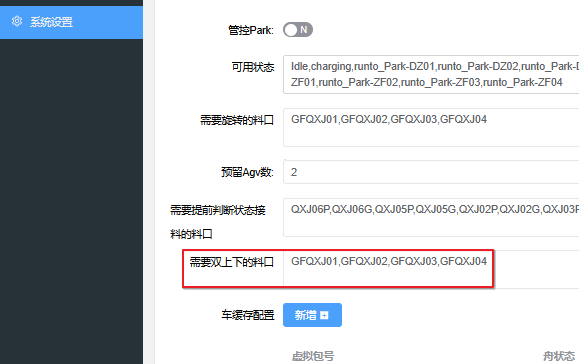 系统设置
管控Park:
N
可用状态
Idle,charging,runto_Park-DZ01,runto_Park-DZ02,runto_Park-D
ZF01,runto_Park-ZF02,runto_Park-ZF03,runto_Park-ZF04
需要旋转的料口
GFQXJ01,GFQXJ02,GFQXJ03,GFQXJ04
预留Agv数:
2
需要提前判断状态接
料的料口
QXJ06P,QXJ06G,QXJ05P,QXJ05G,QXJ02P,QXJ02G,QXJ03P
需要双上下的料口
GFQXJ01,GFQXJ02,GFQXJ03,GFQXJ04
车缓存配置
新增
虚拟包号
舟状态